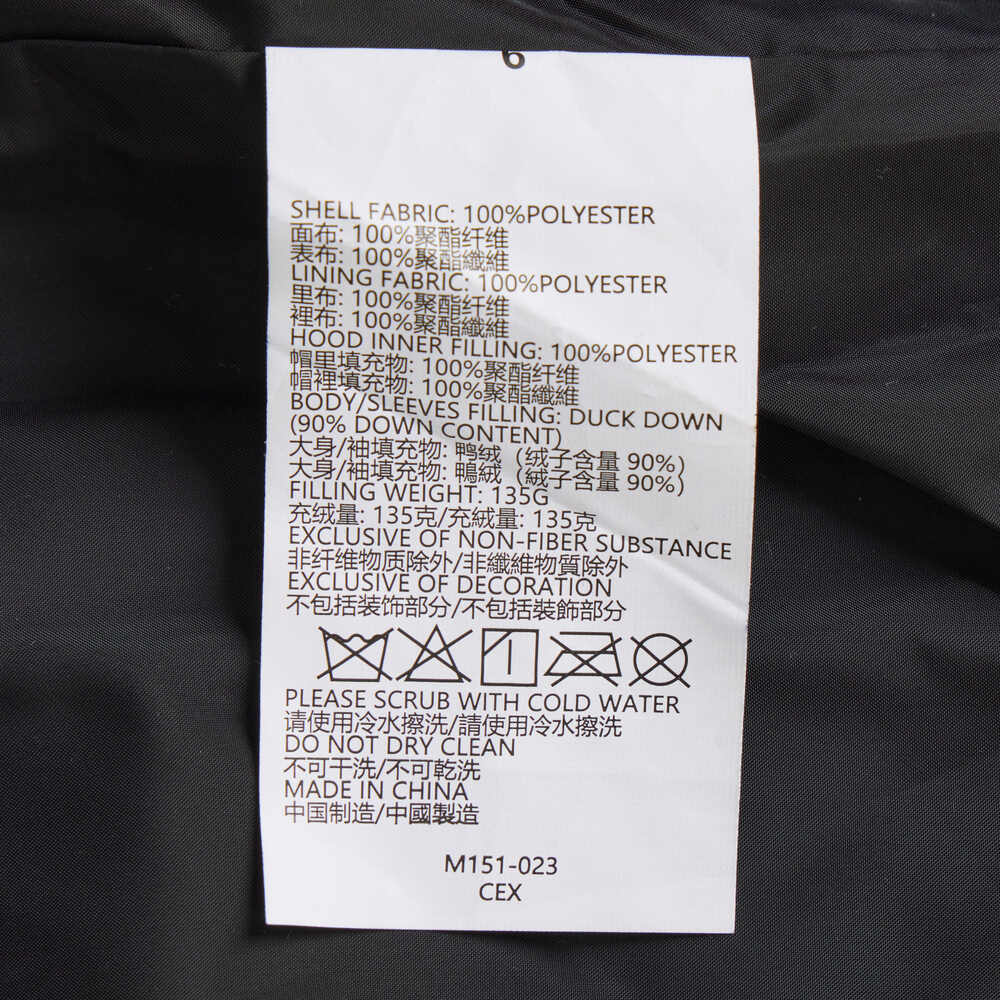 6
SHELL FABRIC: 100%POLYESTER
面布: 100%聚酯纤维
表布: 100%聚酯纖維
LINING FABRIC: 100%POLYESTER
里布: 100%聚酯纤维
裡布: 100%聚酯纖維
HOOD INNER FILLING: 100%POLYESTER
帽里填充物: 100%聚酯纤维
帽裡填充物: 100%聚酯纖維
BODY/SLEEVES FILLING: DUCK DOWN
(90% DOWN CONTENT)
大身/袖填充物: 鸭绒（绒子含量 90%）
大身/袖填充物: 鴨絨（絨子含量 90%）
FILLING WEIGHT: 135G
充绒量: 135克/充絨量: 135克
EXCLUSIVE OF NON-FIBER SUBSTANCE
非纤维物质除外/非纖維物質除外
EXCLUSIVE OF DECORATION
不包括装饰部分/不包括裝飾部分
PLEASE SCRUB WITH COLD WATER
请使用冷水擦洗/請使用冷水擦洗
DO NOT DRY CLEAN
不可干洗/不可乾洗
MADE IN CHINA
中国制造/中國製造
M151-023
CEX